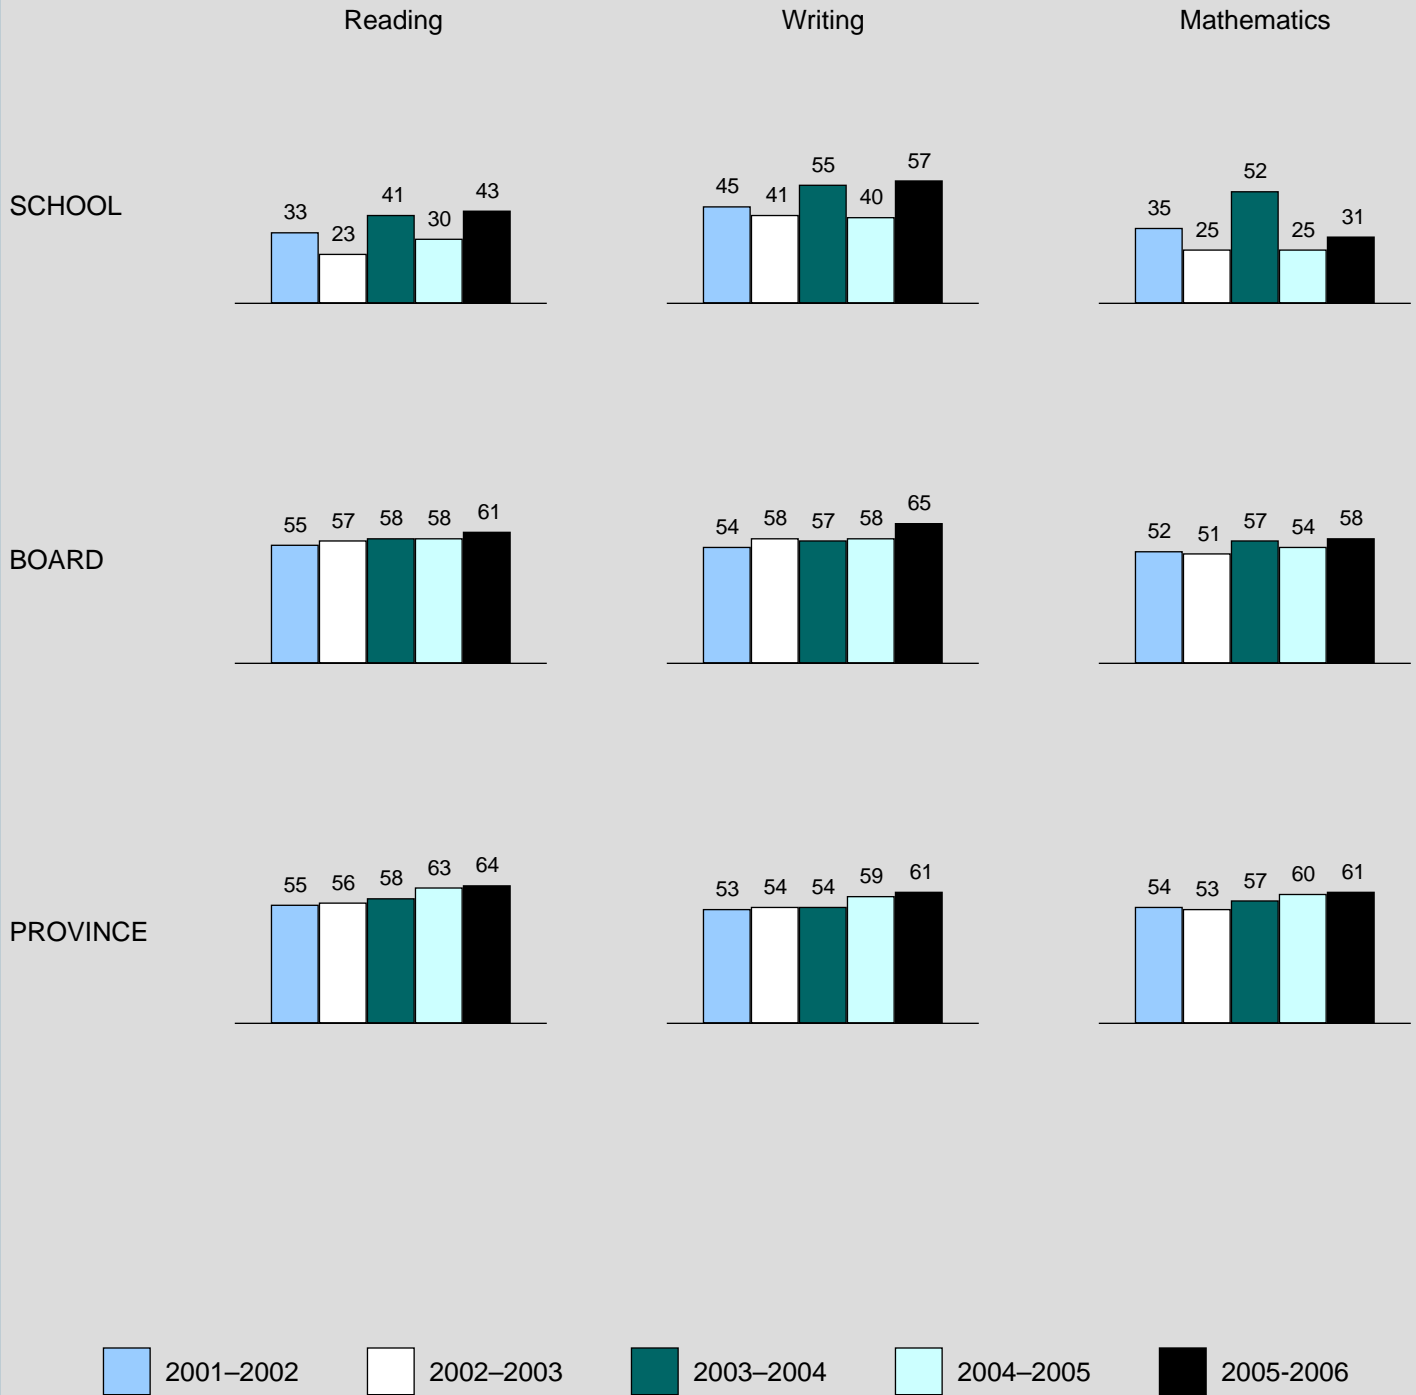 Reading Writing Mathematics
SCHOOL
33 23 41 30 43
45 41 55 40 57
35 25 52 25 31
BOARD
55 57 58 58 61
54 58 57 58 65
52 51 57 54 58
PROVINCE
55 56 58 63 64
53 54 54 59 61
54 53 57 60 61
2001–2002 2002–2003 2003–2004 2004–2005 2005-2006